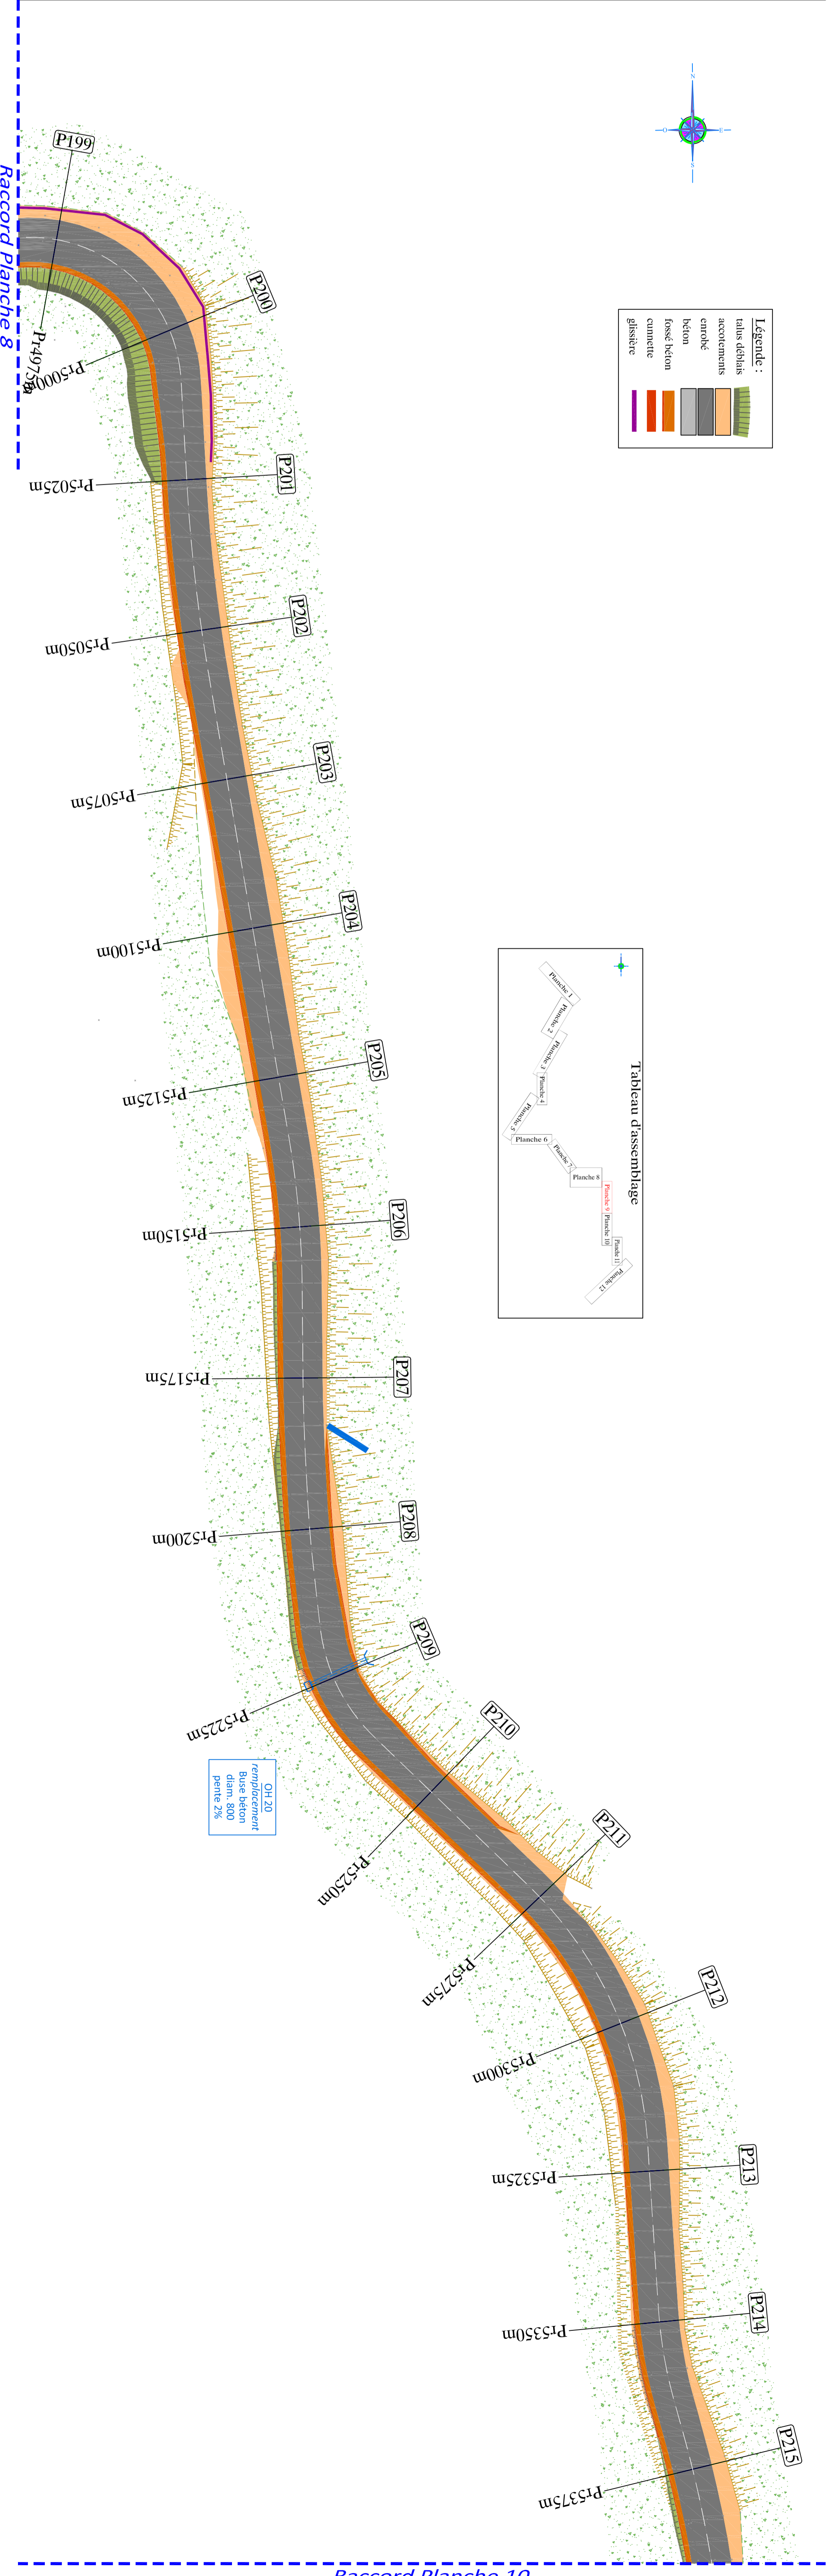 Raccord Planche 8
N
O
E
S
Légende :
talus déblais
accotements
enrobé
béton
fossé béton
cunnette
glissière
P199
Pr4975m
P200
Pr5000m
P201
Pr5025m
P202
Pr5050m
P203
Pr5075m
P204
Pr5100m
P205
Pr5125m
P206
Pr5150m
P207
Pr5175m
P208
Pr5200m
P209
Pr5225m
OH 20
remplacement
Buse béton
diam. 800
pente 2%
P210
Pr5250m
P211
Pr5275m
P212
Pr5300m
P213
Pr5325m
P214
Pr5350m
P215
Pr5375m
Tableau d'assemblage
Planche 1
Planche 2
Planche 3
Planche 4
Planche 5
Planche 6
Planche 7
Planche 8
Planche 9
Planche 10
Planche 11
Planche 12
Raccord Planche 10